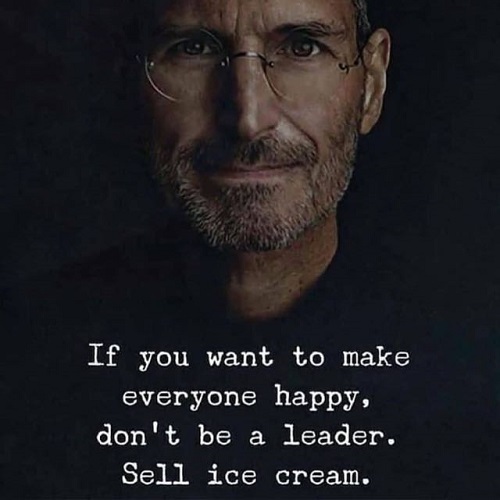 If you want to make
everyone happy,
don't be a leader.
Sell ice cream.